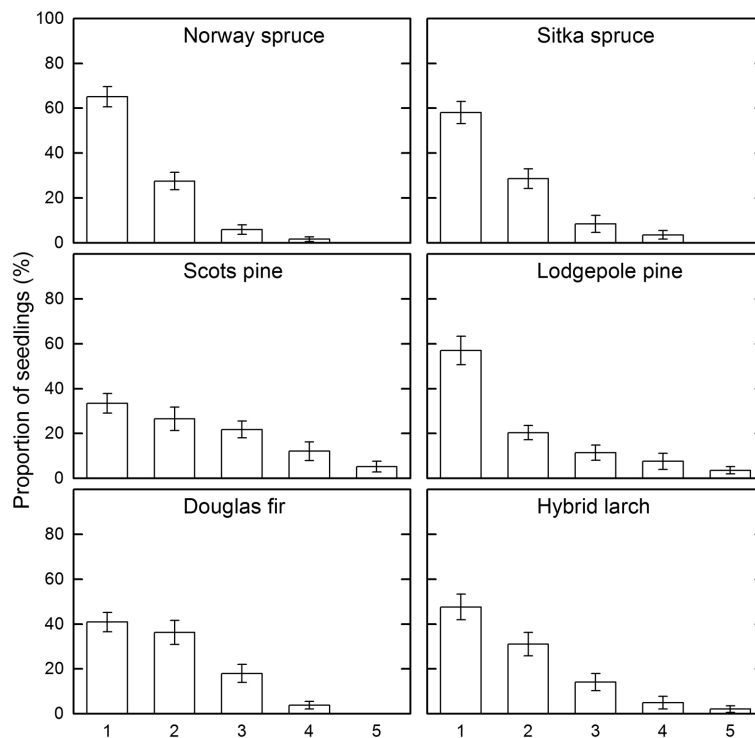 100
Norway spruce
Sitka spruce
80
60
40
20
0
Scots pine
Lodgepole pine
80
60
40
20
0
Proportion of seedlings (%)
Douglas fir
Hybrid larch
80
60
40
20
0
1 2 3 4 5 1 2 3 4 5